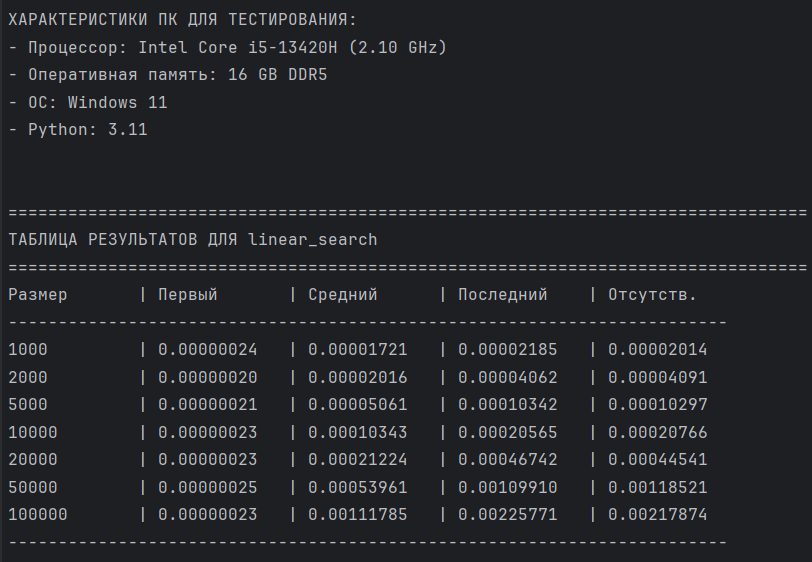 ХАРАКТЕРИСТИКИ ПК ДЛЯ ТЕСТИРОВАНИЯ:
- Процессор: Intel Core i5-13420H (2.10 GHz)
- Оперативная память: 16 GB DDR5
- ОС: Windows 11
- Python: 3.11
================================================================================
ТАБЛИЦА РЕЗУЛЬТАТОВ ДЛЯ linear_search
================================================================================
Размер       | Первый       | Средний      | Последний    | Отсутств.
------------------------------------------------------------------------
1000         | 0.00000024   | 0.00001721   | 0.00002185   | 0.00002014
2000         | 0.00000020   | 0.00002016   | 0.00004062   | 0.00004091
5000         | 0.00000021   | 0.00005061   | 0.00010342   | 0.00010297
10000        | 0.00000023   | 0.00010343   | 0.00020565   | 0.00020766
20000        | 0.00000023   | 0.00021224   | 0.00046742   | 0.00044541
50000        | 0.00000025   | 0.00053961   | 0.00109910   | 0.00118521
100000       | 0.00000023   | 0.00111785   | 0.00225771   | 0.00217874
------------------------------------------------------------------------